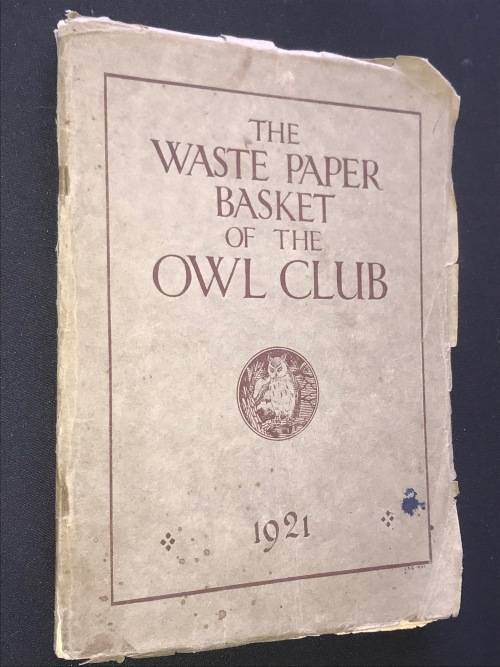 THE
WASTE PAPER
BASKET
OF THE
OWL CLUB
1921